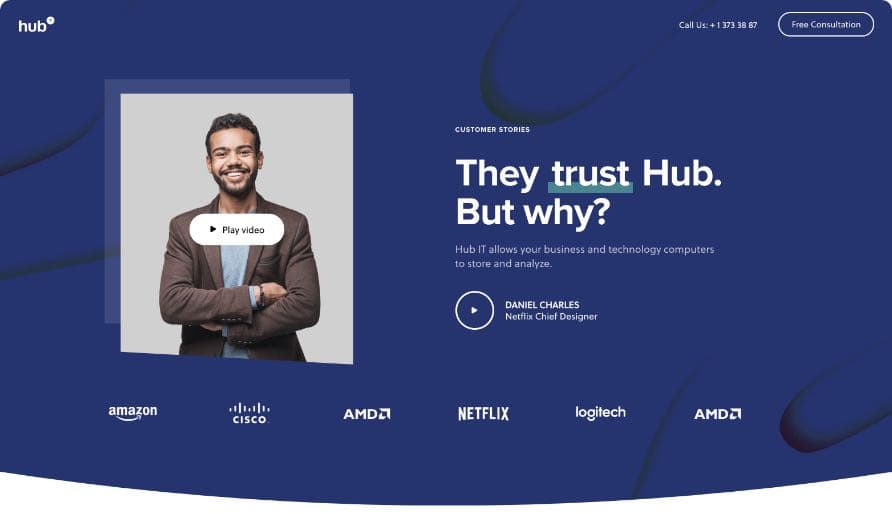 hub
Call Us: + 1 373 38 87
Free Consultation
CUSTOMER STORIES
They trust Hub.
But why?
Play video
Hub IT allows your business and technology computers
to store and analyze.
DANIEL CHARLES
Netflix Chief Designer
amazon
CISCO
AMD
NETFLIX
logitech
AMD